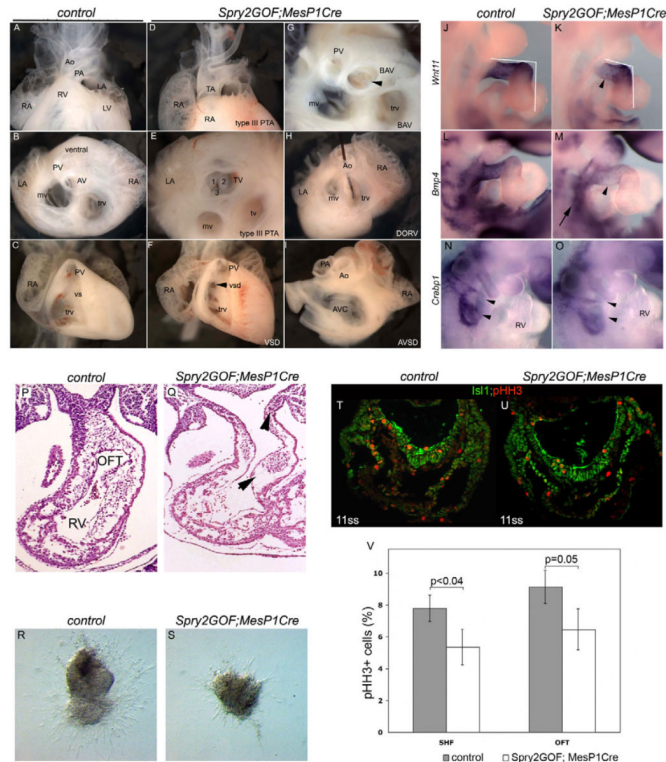 control
Spry2GOF;MesP1Cre
control
Spry2GOF;MesP1Cre
A
Ao
PA
LA
RA
RV
LV
D
TA
RA
RA
type III PTA
G
PV
BAV
mv
trv
BAV
J
Wnt11
K
B
ventral
PV
AV
LA
RA
mv
trv
E
LA
1
2
3
TV
mv
tv
type III PTA
H
Ao
RA
mv
trv
DORV
L
Bmp4
M
C
PV
RA
vs
trv
F
PV
RA
vsd
trv
VSD
I
PA
Ao
AVC
RA
AVSD
N
Crabp1
RV
O
RV
control
Spry2GOF;MesP1Cre
control
Spry2GOF;MesP1Cre
Isl1;pHH3
P
OFT
RV
Q
T
11ss
U
11ss
V
p<0.04
p=0.05
10
8
6
4
2
0
pHH3+ cells (%)
SHF
OFT
control
Spry2GOF; MesP1Cre
control
Spry2GOF;MesP1Cre
R
S